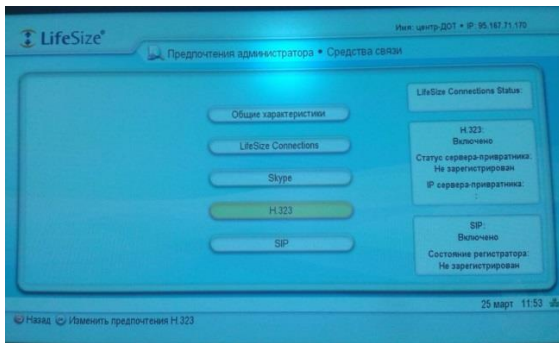 LifeSize®
Имя: центр-ДОТ • IP: 95.167.71.170
Предпочтения администратора • Средства связи
Общие характеристики
LifeSize Connections
Skype
H.323
SIP
LifeSize Connections Status:
H.323:
Включено
Статус сервера-привратника:
Не зарегистрирован
IP сервера-привратника:
:
SIP:
Включено
Состояние регистратора:
Не зарегистрирован
25 март 11:53
Назад Изменить предпочтения H.323